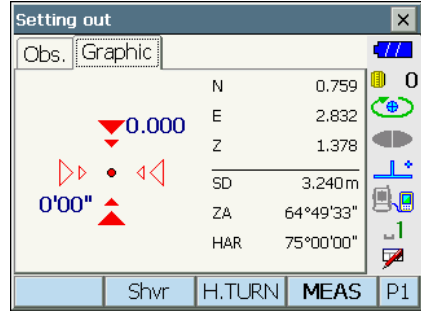 Setting out
Obs. Graphic
0
N 0.759
E 2.832
0.000
Z 1.378
SD 3.240m
0'00"
ZA 64°49'33"
HAR 75°00'00"
1
Shvr H.TURN MEAS P1